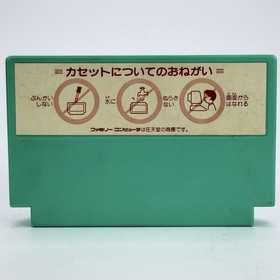 カセットについてのおねがい
ぶんかい
しない
水に
ぬらさ
ない
画面から
はなれる
ファミリー コンピュータは任天堂の商標です。